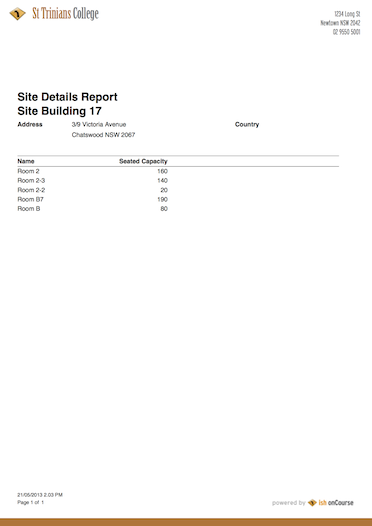 St Trinians College
1234 Long St
Newtown NSW 2042
02 9550 5001
Site Details Report
Site Building 17
Address 3/9 Victoria Avenue Country
Chatswood NSW 2067
Name Seated Capacity
Room 2 160
Room 2-3 140
Room 2-2 20
Room B7 190
Room B 80
21/05/2013 2.03 PM
Page 1 of 1
powered by ish onCourse